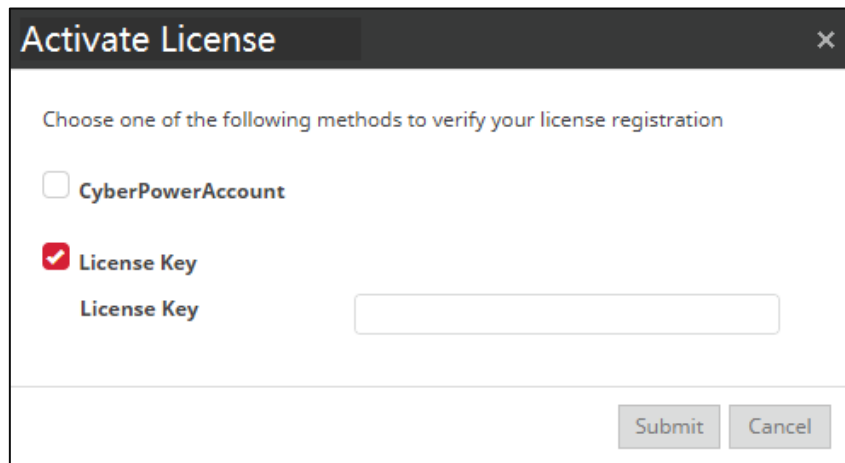 Activate License
×
Choose one of the following methods to verify your license registration
CyberPowerAccount
License Key
License Key
Submit Cancel